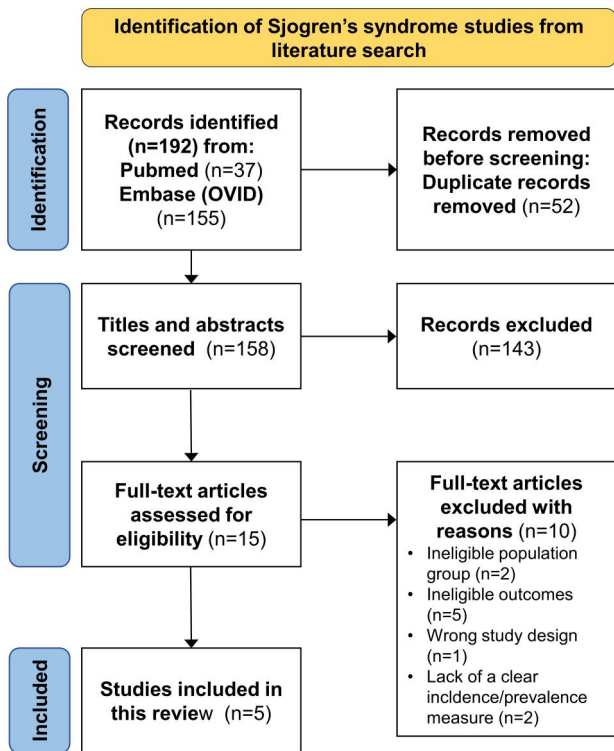 Identification of Sjogren's syndrome studies from
literature search
Identification
Records identified
(n=192) from:
Pubmed (n=37)
Embase (OVID)
(n=155)
Records removed
before screening:
Duplicate records
removed (n=52)
Screening
Titles and abstracts
screened (n=158)
Records excluded
(n=143)
Full-text articles
assessed for
eligibility (n=15)
Full-text articles
excluded with
reasons (n=10)
• Ineligible population
group (n=2)
• Ineligible outcomes
(n=5)
• Wrong study design
(n=1)
• Lack of a clear
incldence/prevalence
measure (n=2)
Included
Studies included in
this review (n=5)